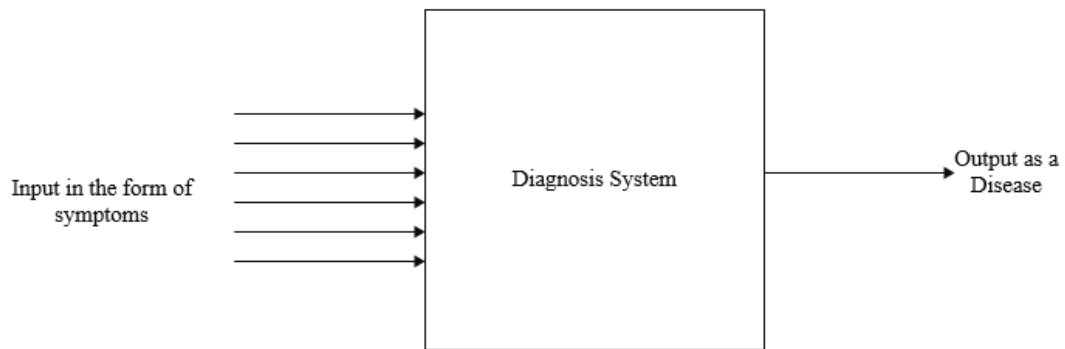 Input in the form of
symptoms
Diagnosis System
Output as a
Disease